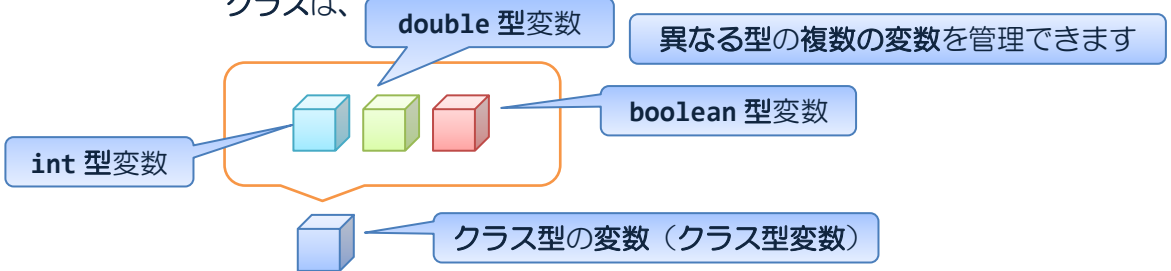 クラスは、
double 型変数
異なる型の複数の変数を管理できます
boolean 型変数
int 型変数
クラス型の変数（クラス型変数）